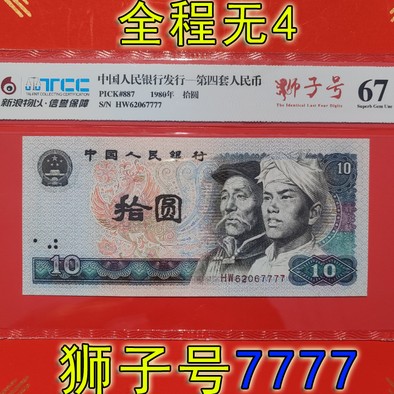 全程无4
TCC
新浪物以·信誉保障
中国人民银行发行—第四套人民币
PICK#887 1980年 拾圆
S/N HW62067777
狮子号
The Identical Last Four Digits
67
Superb Gem Unc
中国人民银行
10
拾圆
HW62067777
10
10
狮子号7777